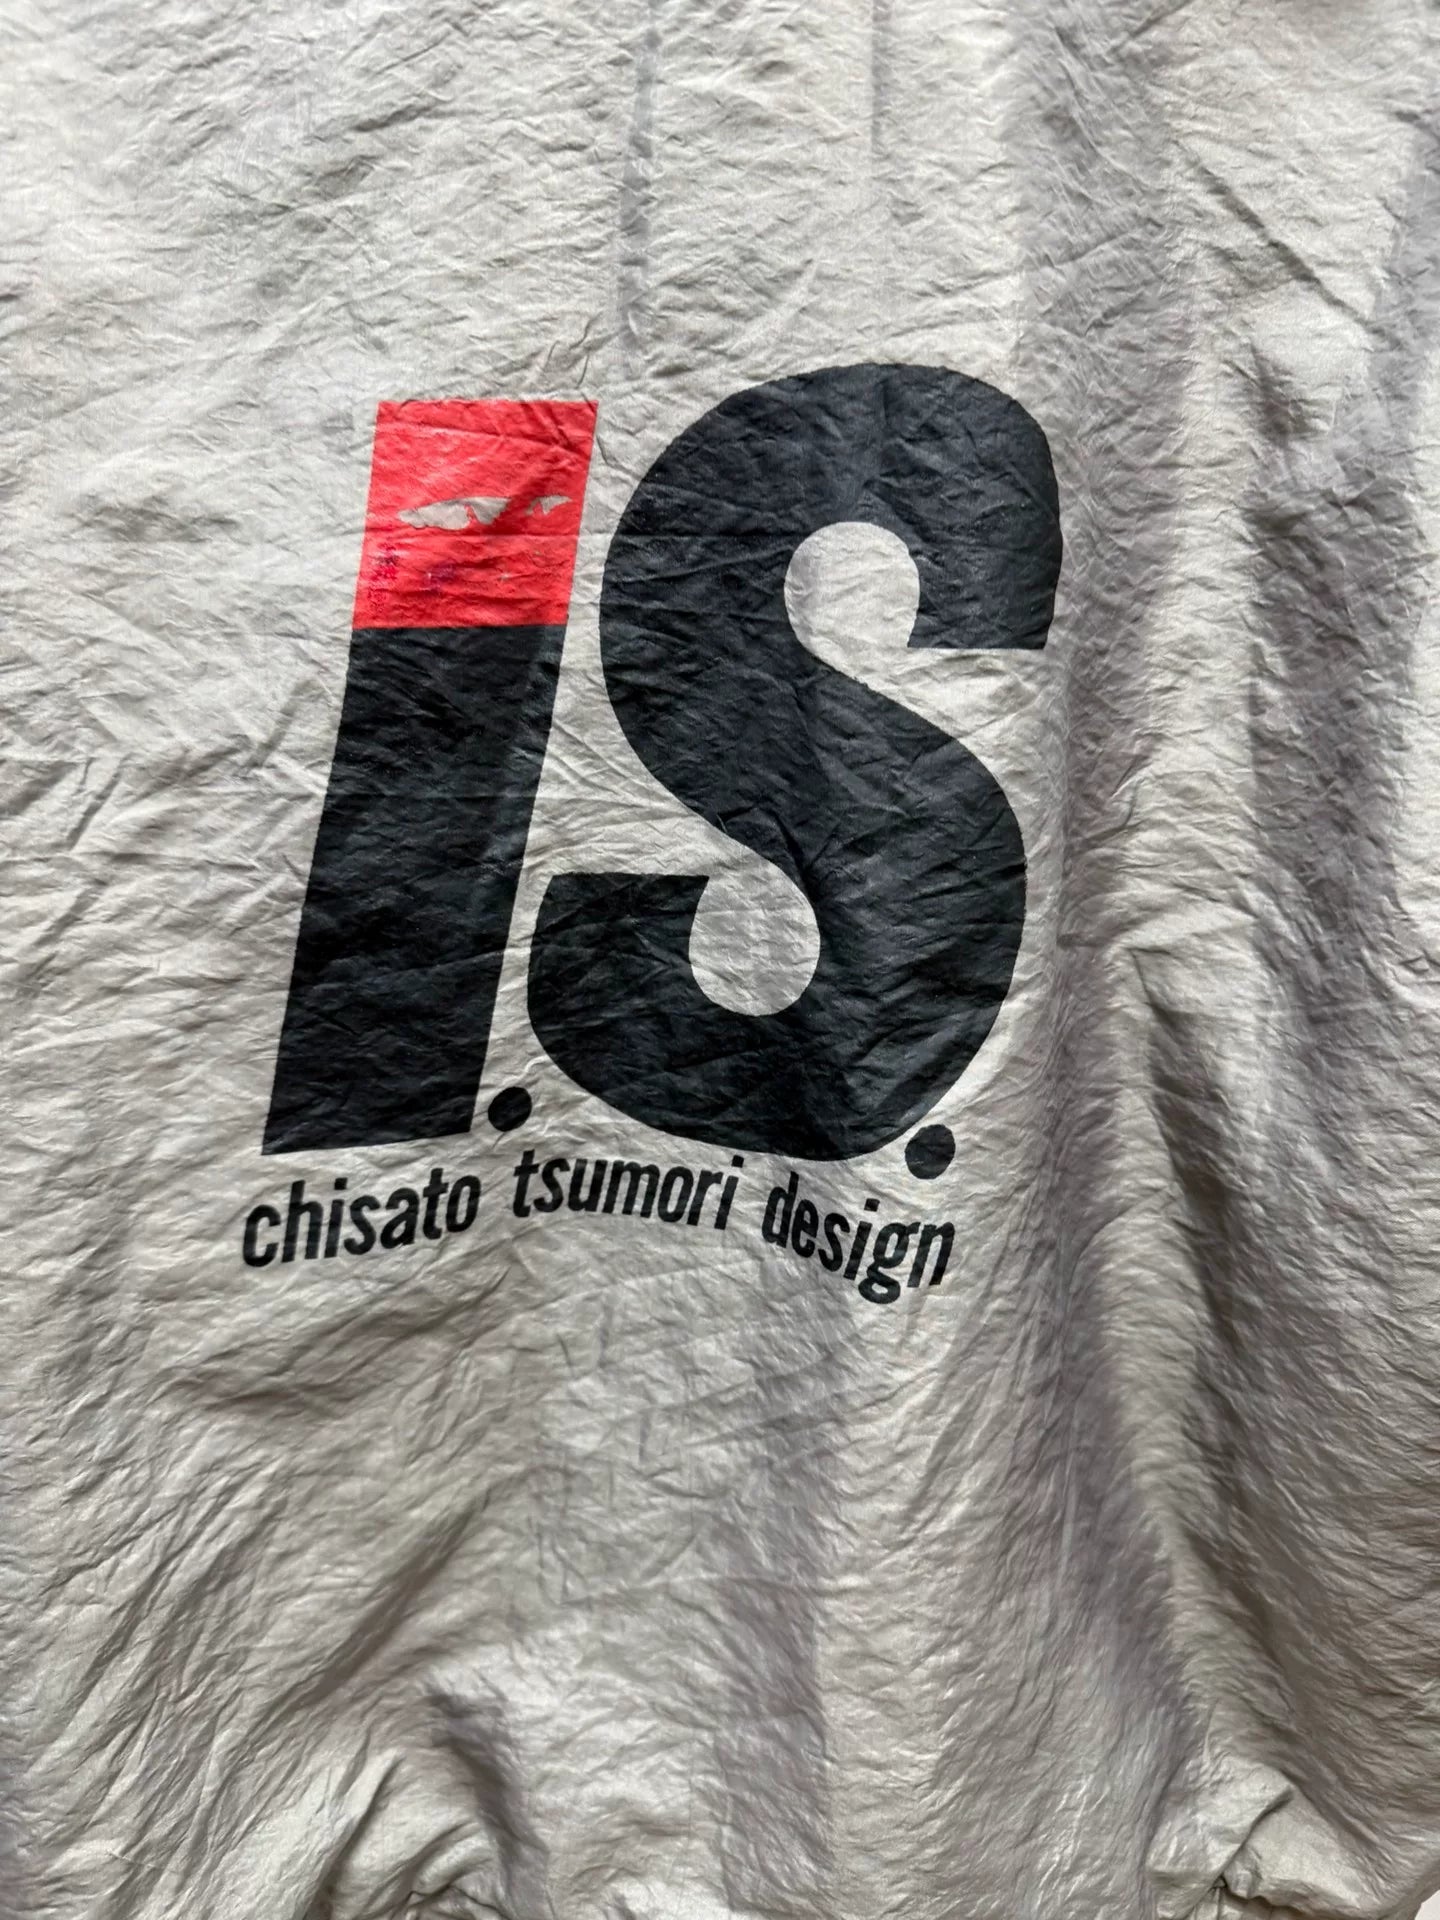 I.S.
chisato tsumori design